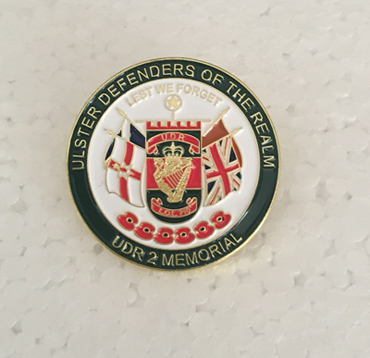 ULSTER DEFENDERS OF THE REALM
LEST WE FORGET
UDR
UDR 2 MEMORIAL